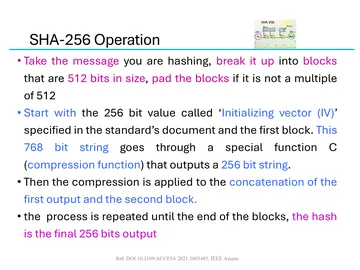 SHA-256 Operation
• Take the message you are hashing, break it up into blocks
that are 512 bits in size, pad the blocks if it is not a multiple
of 512
• Start with the 256 bit value called ‘Initializing vector (IV)’
specified in the standard’s document and the first block. This
768 bit string goes through a special function C
(compression function) that outputs a 256 bit string.
• Then the compression is applied to the concatenation of the
first output and the second block.
• the process is repeated until the end of the blocks, the hash
is the final 256 bits output